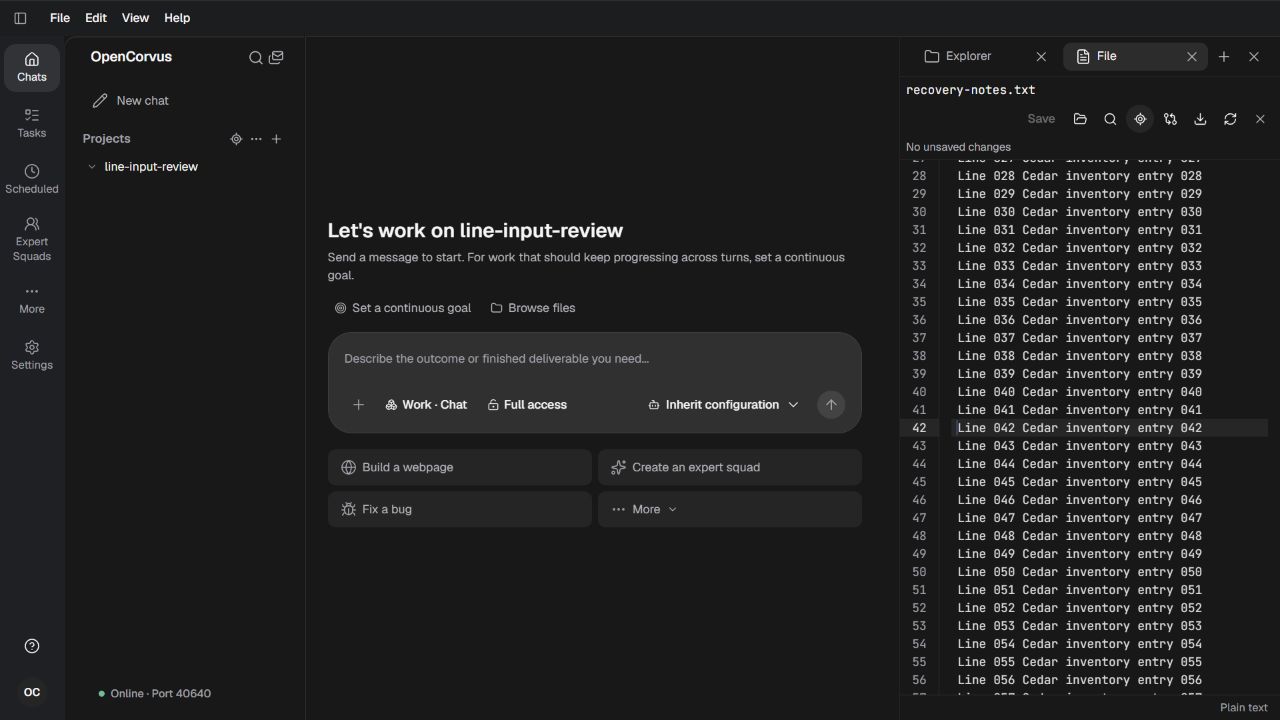 File Edit View Help
Chats
Tasks
Scheduled
Expert
Squads
More
Settings
OC
OpenCorvus
New chat
Projects
line-input-review
Online · Port 40640
Let's work on line-input-review
Send a message to start. For work that should keep progressing across turns, set a continuous
goal.
Set a continuous goal Browse files
Describe the outcome or finished deliverable you need...
Work · Chat Full access Inherit configuration
Build a webpage Create an expert squad
Fix a bug More
Explorer File
recovery-notes.txt
Save
No unsaved changes
27 Line 027 Cedar inventory entry 027
28 Line 028 Cedar inventory entry 028
29 Line 029 Cedar inventory entry 029
30 Line 030 Cedar inventory entry 030
31 Line 031 Cedar inventory entry 031
32 Line 032 Cedar inventory entry 032
33 Line 033 Cedar inventory entry 033
34 Line 034 Cedar inventory entry 034
35 Line 035 Cedar inventory entry 035
36 Line 036 Cedar inventory entry 036
37 Line 037 Cedar inventory entry 037
38 Line 038 Cedar inventory entry 038
39 Line 039 Cedar inventory entry 039
40 Line 040 Cedar inventory entry 040
41 Line 041 Cedar inventory entry 041
42 Line 042 Cedar inventory entry 042
43 Line 043 Cedar inventory entry 043
44 Line 044 Cedar inventory entry 044
45 Line 045 Cedar inventory entry 045
46 Line 046 Cedar inventory entry 046
47 Line 047 Cedar inventory entry 047
48 Line 048 Cedar inventory entry 048
49 Line 049 Cedar inventory entry 049
50 Line 050 Cedar inventory entry 050
51 Line 051 Cedar inventory entry 051
52 Line 052 Cedar inventory entry 052
53 Line 053 Cedar inventory entry 053
54 Line 054 Cedar inventory entry 054
55 Line 055 Cedar inventory entry 055
56 Line 056 Cedar inventory entry 056
Plain text